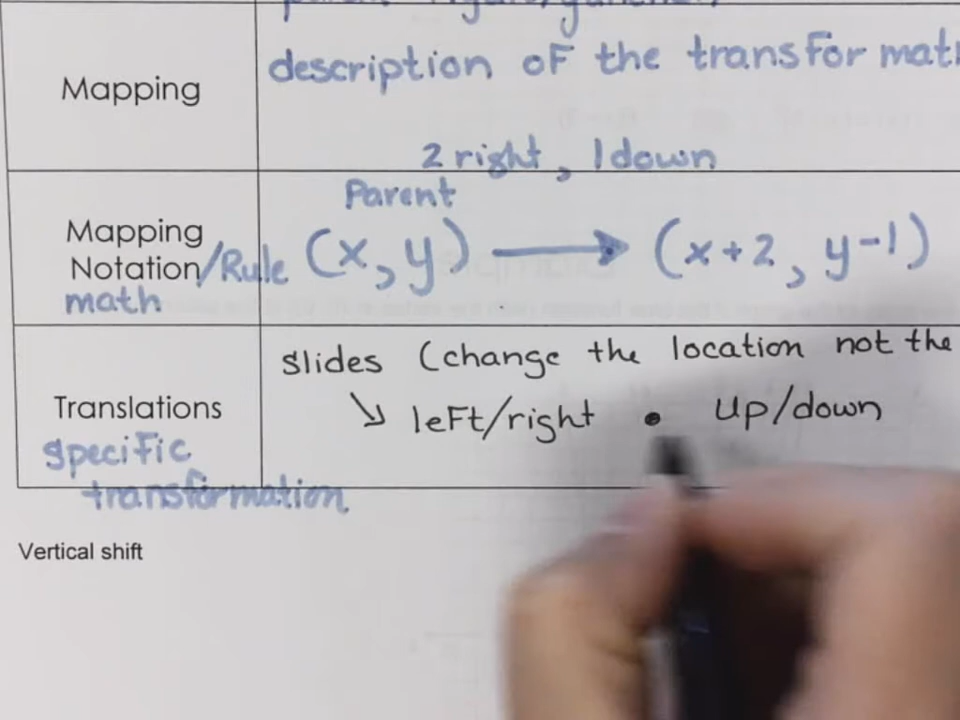 description of the transformati
Mapping
2 right, 1 down
Parent
Mapping
Notation/Rule (x, y) → (x+2, y-1)
math
slides (change the location not the
Translations
↘ left/right • up/down
specific
transformation
Vertical shift